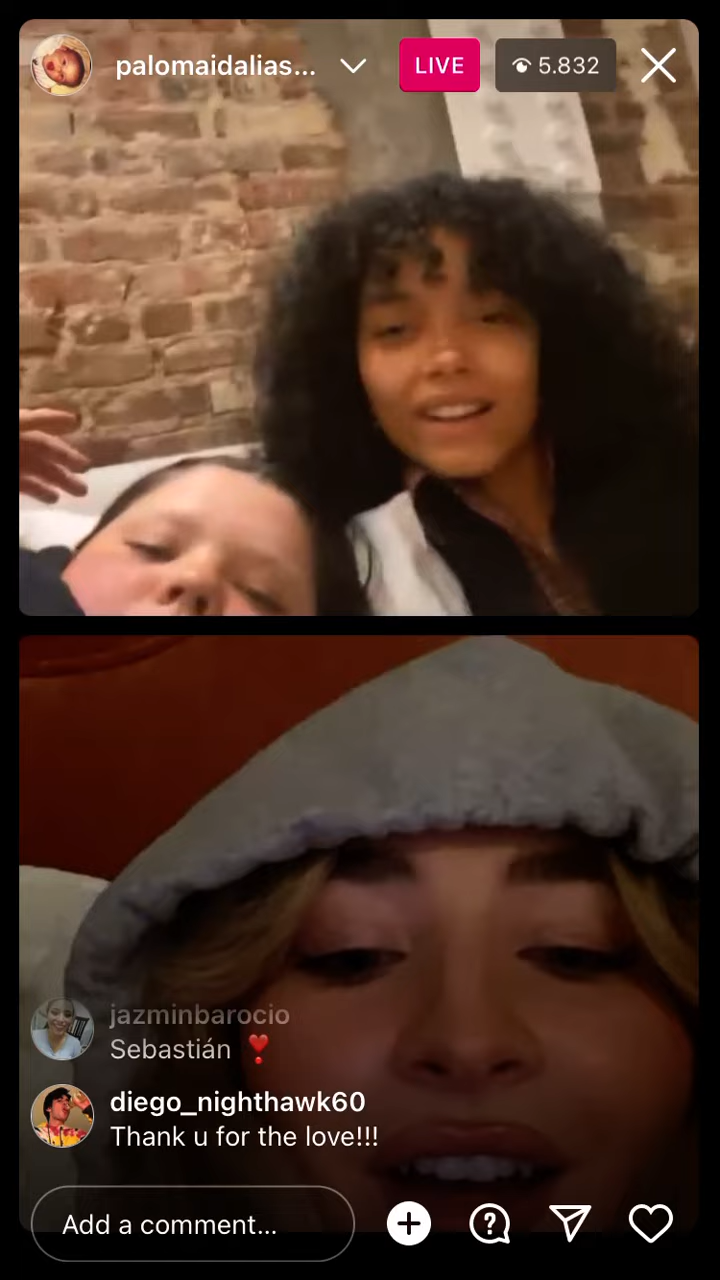 palomaidalias...
LIVE
5.832
jazminbarocio
Sebastián ❣️
diego_nighthawk60
Thank u for the love!!!
Add a comment...